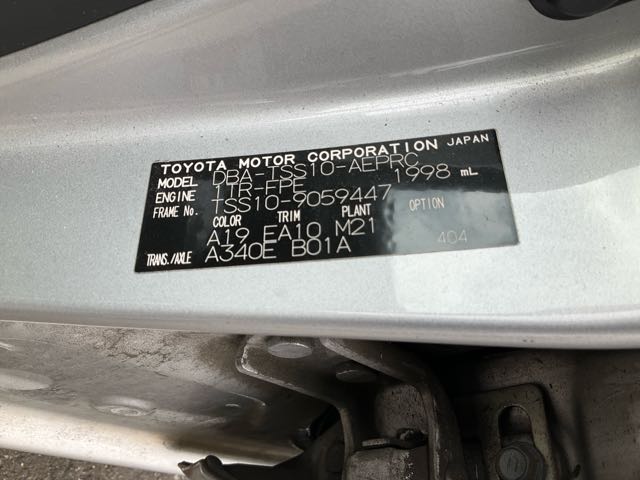 TOYOTA MOTOR CORPORATION JAPAN
MODEL DBA-TSS10-AEPRC
ENGINE 1TR-FPE 1998 mL
FRAME No. TSS10-9059447
COLOR TRIM PLANT OPTION
A19 FA10 M21
TRANS./AXLE A340E B01A 404